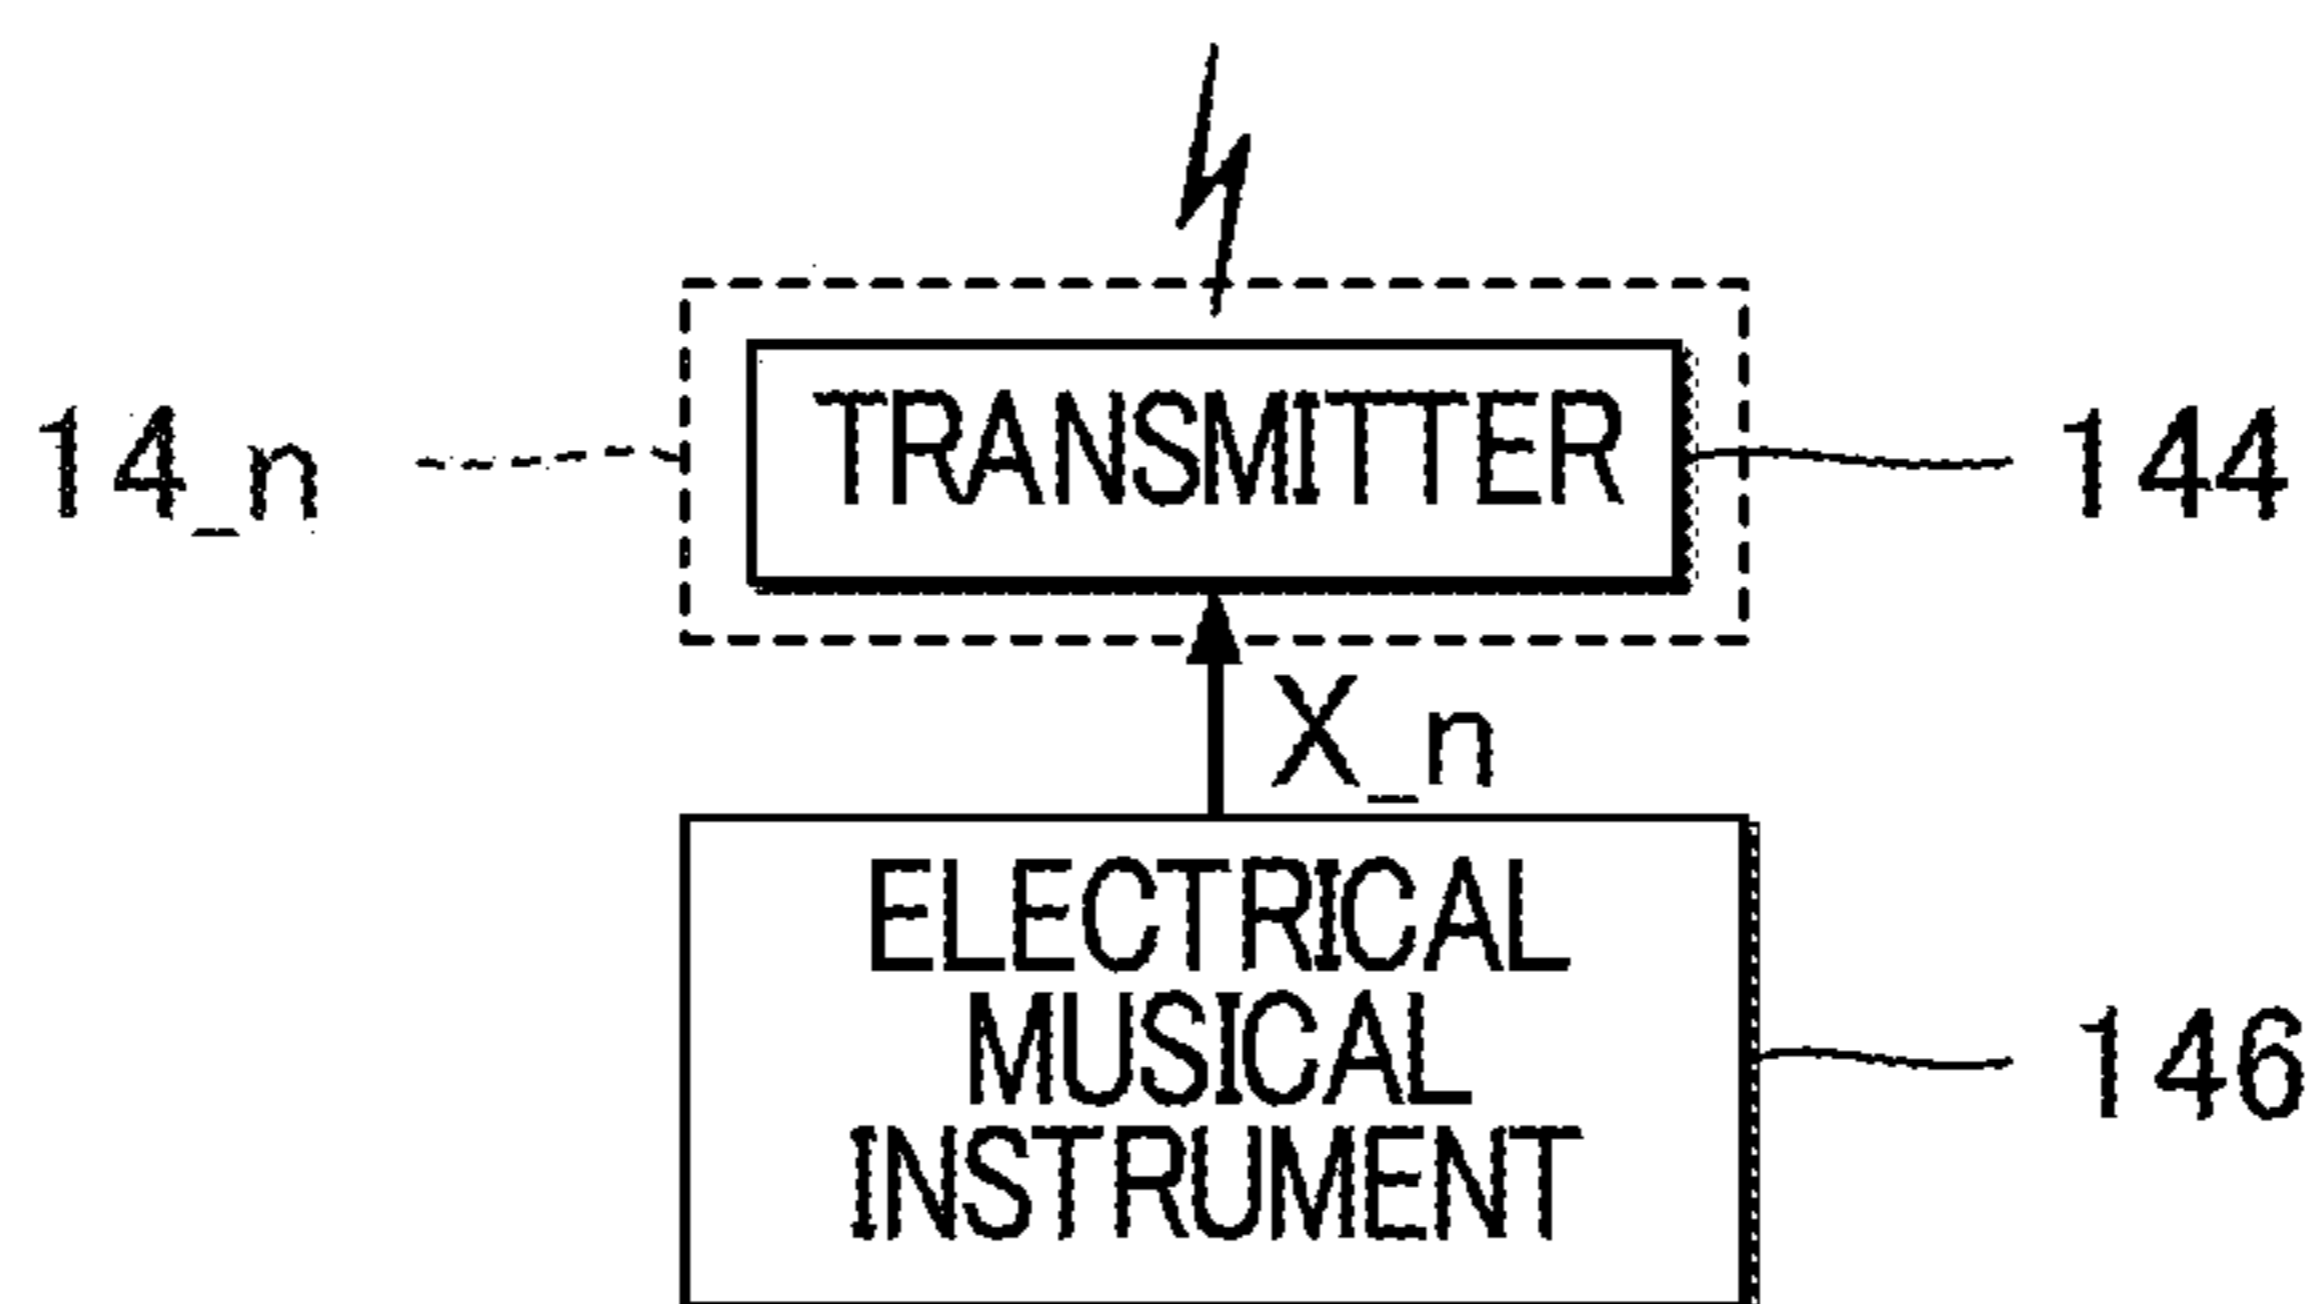 TRANSMITTER
14_n
144
X_n
ELECTRICAL
MUSICAL
INSTRUMENT
146